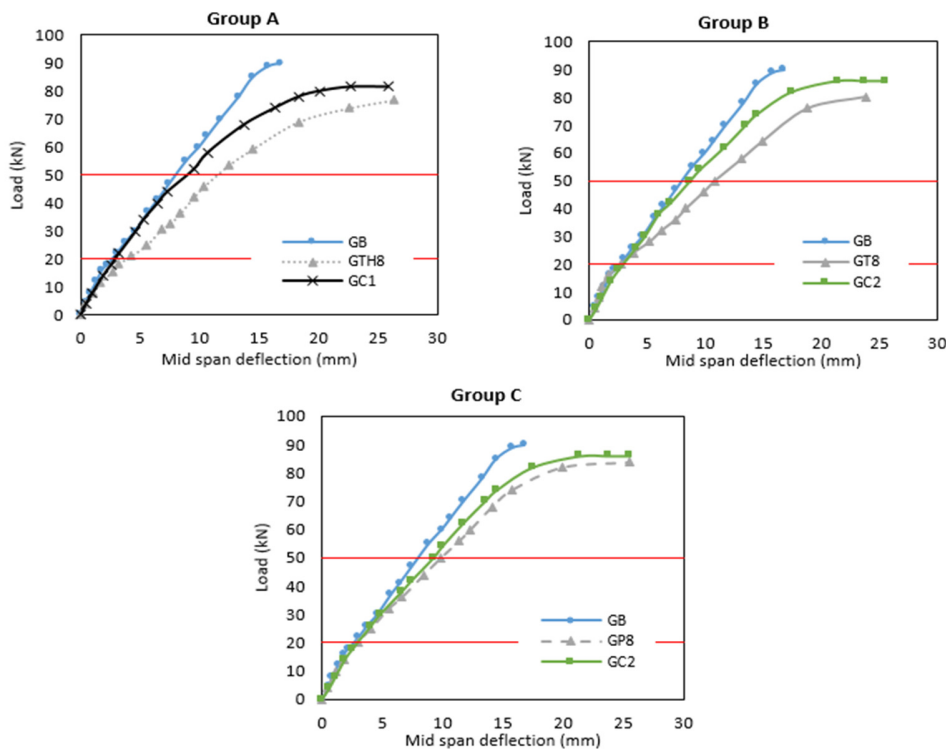 Group A
100
90
80
70
60
50
40
30
20
10
0
Load (kN)
GB
GTH8
GC1
0 5 10 15 20 25 30
Mid span deflection (mm)
Group B
100
90
80
70
60
50
40
30
20
10
0
Load (kN)
GB
GT8
GC2
0 5 10 15 20 25 30
Mid span deflection (mm)
Group C
100
90
80
70
60
50
40
30
20
10
0
Load (kN)
GB
GP8
GC2
0 5 10 15 20 25 30
Mid span deflection (mm)